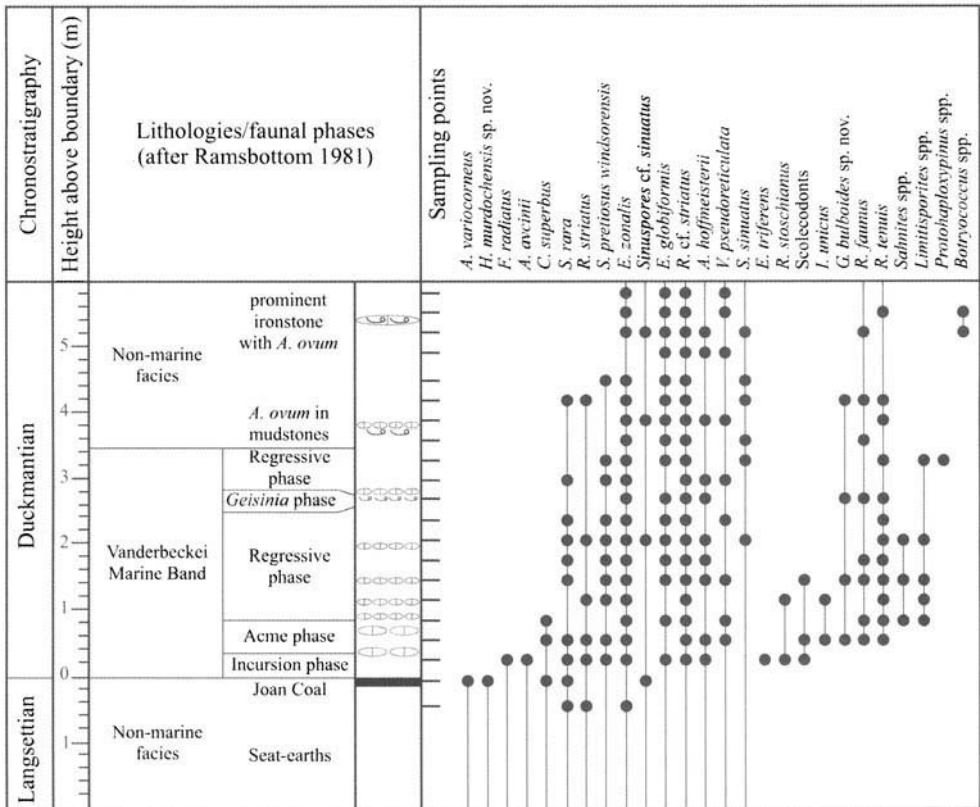 Chronostratigraphy
Height above boundary (m)
Lithologies/faunal phases
(after Ramsbottom 1981)
Sampling points
A. variocorneus
H. murdochensis sp. nov.
F. radiatus
A. avcinii
C. superbus
S. rara
R. striatus
S. pretiosus windsorensis
E. zonalis
Sinuspores cf. sinuatus
E. globiformis
R. cf. striatus
A. hoffmeisterii
V. pseudoreticulata
S. sinuatus
E. triferens
R. stoschianus
Scolecodonts
I. unicus
G. bulboides sp. nov.
R. faunus
R. tenuis
Sahnites spp.
Limitisporites spp.
Protohaploxypinus spp.
Botryococcus spp.
Duckmantian
Langsettian
5
4
3
2
1
0
1
Non-marine
facies
prominent
ironstone
with A. ovum
A. ovum in
mudstones
Vanderbeckei
Marine Band
Regressive
phase
Geisinia phase
Regressive
phase
Acme phase
Incursion phase
Non-marine
facies
Joan Coal
Seat-earths